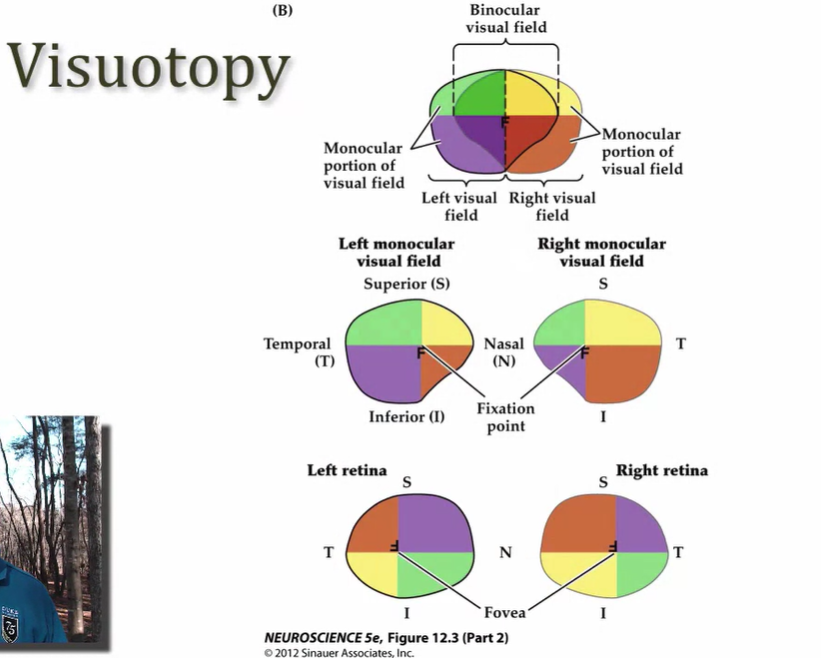 (B)
Binocular
visual field
Visuotopy
F
Monocular
portion of
visual field
Monocular
portion of
visual field
Left visual
field
Right visual
field
Left monocular
visual field
Right monocular
visual field
Superior (S)
S
Temporal
(T)
F
Nasal
(N)
F
T
Inferior (I)
Fixation
point
I
Left retina
Right retina
S
S
T
F
N
F
T
I
Fovea
I
NEUROSCIENCE 5e, Figure 12.3 (Part 2)
© 2012 Sinauer Associates, Inc.
75